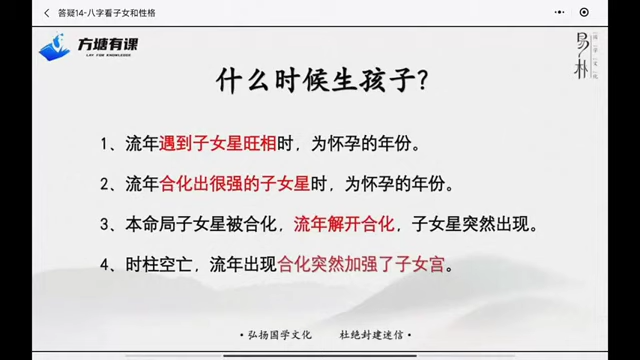 答疑14-八字看子女和性格
方塘有课
LAY FOR KNOWLEDGE
易朴
什么时候生孩子?
1、流年遇到子女星旺相时，为怀孕的年份。
2、流年合化出很强的子女星时，为怀孕的年份。
3、本命局子女星被合化，流年解开合化，子女星突然出现。
4、时柱空亡，流年出现合化突然加强了子女宫。
·弘扬国学文化 杜绝封建迷信·